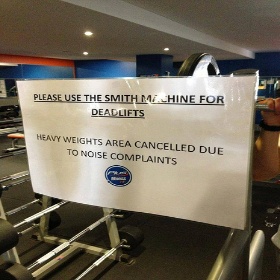 PLEASE USE THE SMITH MACHINE FOR
DEADLIFTS
HEAVY WEIGHTS AREA CANCELLED DUE
TO NOISE COMPLAINTS